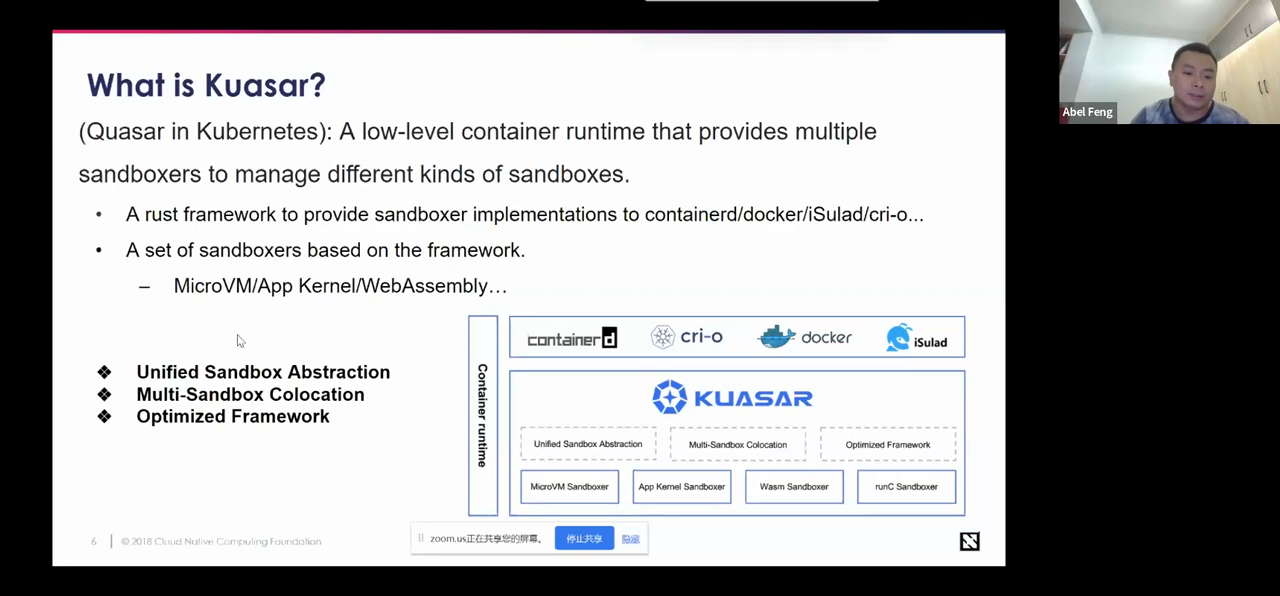 What is Kuasar?
(Quasar in Kubernetes): A low-level container runtime that provides multiple
sandboxers to manage different kinds of sandboxes.
• A rust framework to provide sandboxer implementations to containerd/docker/iSulad/cri-o...
• A set of sandboxers based on the framework.
– MicroVM/App Kernel/WebAssembly…
❖ Unified Sandbox Abstraction
❖ Multi-Sandbox Colocation
❖ Optimized Framework
Container runtime
containerd cri-o docker iSulad
KUASAR
Unified Sandbox Abstraction Multi-Sandbox Colocation Optimized Framework
MicroVM Sandboxer App Kernel Sandboxer Wasm Sandboxer runC Sandboxer
6 | © 2018 Cloud Native Computing Foundation
zoom.us正在共享您的屏幕。 停止共享 隐藏
Abel Feng